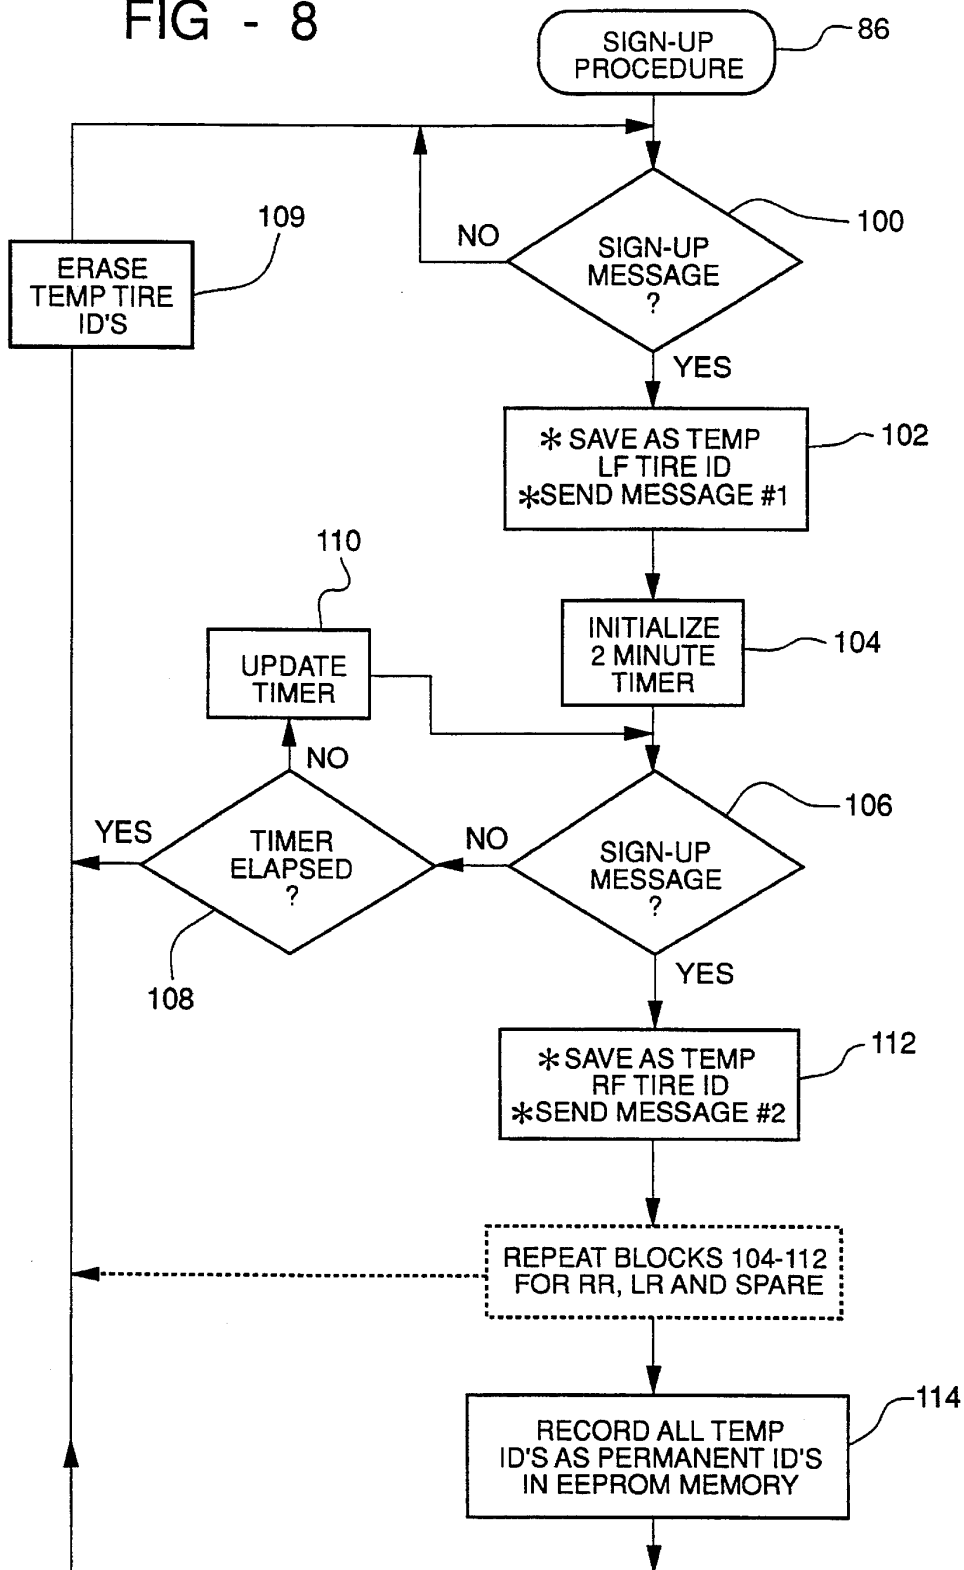 FIG - 8
SIGN-UP
PROCEDURE
86
109
100
NO
SIGN-UP
MESSAGE
?
ERASE
TEMP TIRE
ID'S
YES
102
* SAVE AS TEMP
LF TIRE ID
*SEND MESSAGE #1
110
104
INITIALIZE
2 MINUTE
TIMER
UPDATE
TIMER
NO
106
YES
TIMER
ELAPSED
?
NO
SIGN-UP
MESSAGE
?
108
YES
112
* SAVE AS TEMP
RF TIRE ID
*SEND MESSAGE #2
REPEAT BLOCKS 104-112
FOR RR, LR AND SPARE
114
RECORD ALL TEMP
ID'S AS PERMANENT ID'S
IN EEPROM MEMORY